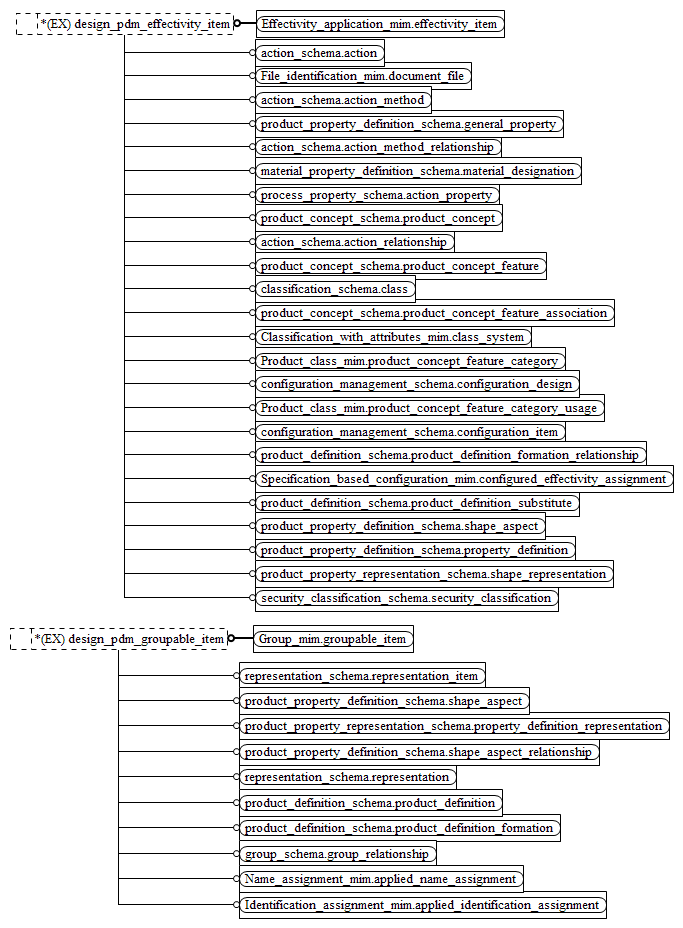 *(EX) design_pdm_effectivity_item
Effectivity_application_mim.effectivity_item
action_schema.action
File_identification_mim.document_file
action_schema.action_method
product_property_definition_schema.general_property
action_schema.action_method_relationship
material_property_definition_schema.material_designation
process_property_schema.action_property
product_concept_schema.product_concept
action_schema.action_relationship
product_concept_schema.product_concept_feature
classification_schema.class
product_concept_schema.product_concept_feature_association
Classification_with_attributes_mim.class_system
Product_class_mim.product_concept_feature_category
configuration_management_schema.configuration_design
Product_class_mim.product_concept_feature_category_usage
configuration_management_schema.configuration_item
product_definition_schema.product_definition_formation_relationship
Specification_based_configuration_mim.configured_effectivity_assignment
product_definition_schema.product_definition_substitute
product_property_definition_schema.shape_aspect
product_property_definition_schema.property_definition
product_property_representation_schema.shape_representation
security_classification_schema.security_classification
*(EX) design_pdm_groupable_item
Group_mim.groupable_item
representation_schema.representation_item
product_property_definition_schema.shape_aspect
product_property_representation_schema.property_definition_representation
product_property_definition_schema.shape_aspect_relationship
representation_schema.representation
product_definition_schema.product_definition
product_definition_schema.product_definition_formation
group_schema.group_relationship
Name_assignment_mim.applied_name_assignment
Identification_assignment_mim.applied_identification_assignment